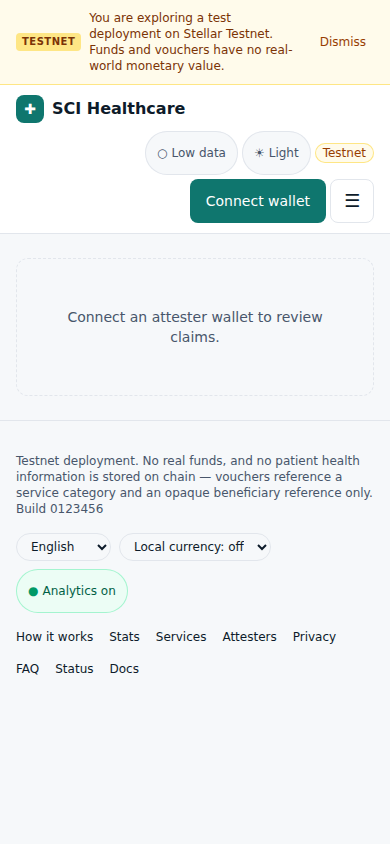 TESTNET
You are exploring a test
deployment on Stellar Testnet.
Funds and vouchers have no real-
world monetary value.
Dismiss
SCI Healthcare
Low data
Light
Testnet
Connect wallet
Connect an attester wallet to review
claims.
Testnet deployment. No real funds, and no patient health
information is stored on chain — vouchers reference a
service category and an opaque beneficiary reference only.
Build 0123456
English
Local currency: off
Analytics on
How it works Stats Services Attesters Privacy
FAQ Status Docs